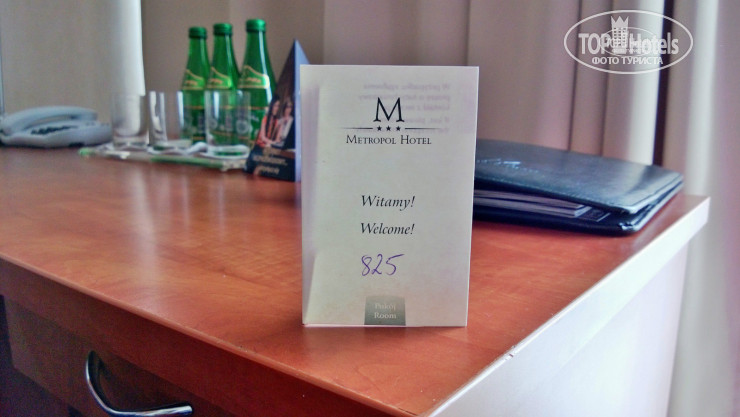 TOP Hotels
ФОТО ТУРИСТА
M
METROPOL HOTEL
Witamy!
Welcome!
825
Pokój
Room